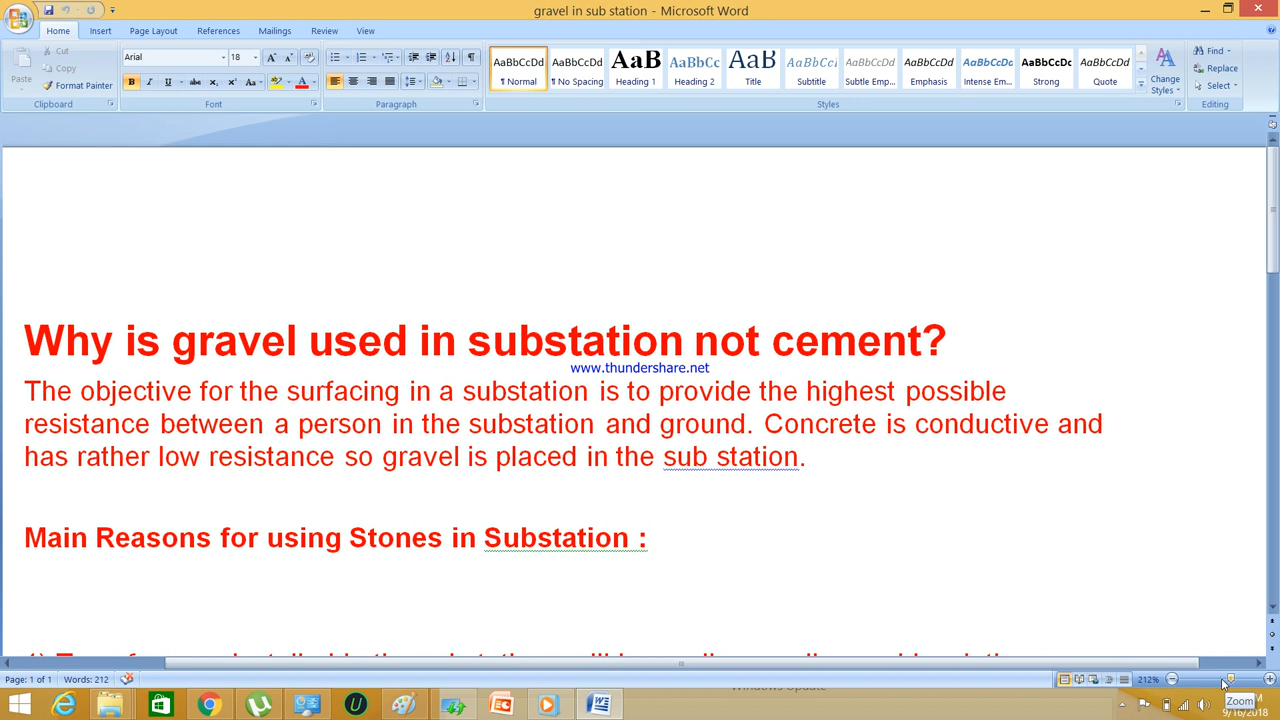 gravel in sub station - Microsoft Word
Home Insert Page Layout References Mailings Review View
Paste
Cut
Copy
Format Painter
Clipboard
Arial 18
Font
Paragraph
AaBbCcDd AaBbCcDd AaB AaBbCc AaB AaBbCc( AaBbCcDd AaBbCcDd AaBbCcDd AaBbCcDc AaBbCcDd
¶ Normal ¶ No Spacing Heading 1 Heading 2 Title Subtitle Subtle Emp... Emphasis Intense Em... Strong Quote
Change
Styles
Styles
Find
Replace
Select
Editing
Why is gravel used in substation not cement?
www.thundershare.net
The objective for the surfacing in a substation is to provide the highest possible
resistance between a person in the substation and ground. Concrete is conductive and
has rather low resistance so gravel is placed in the sub station.
Main Reasons for using Stones in Substation :
Page: 1 of 1 Words: 212
212%
Zoom
9/16/2018